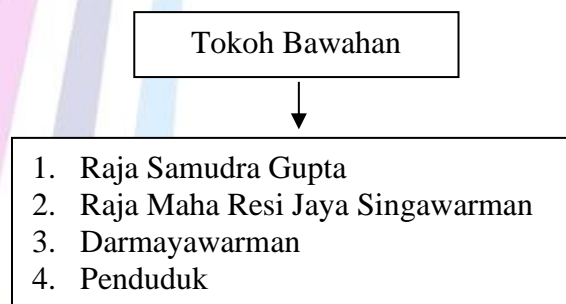 Tokoh Bawahan
1. Raja Samudra Gupta
2. Raja Maha Resi Jaya Singawarman
3. Darmayawarman
4. Penduduk